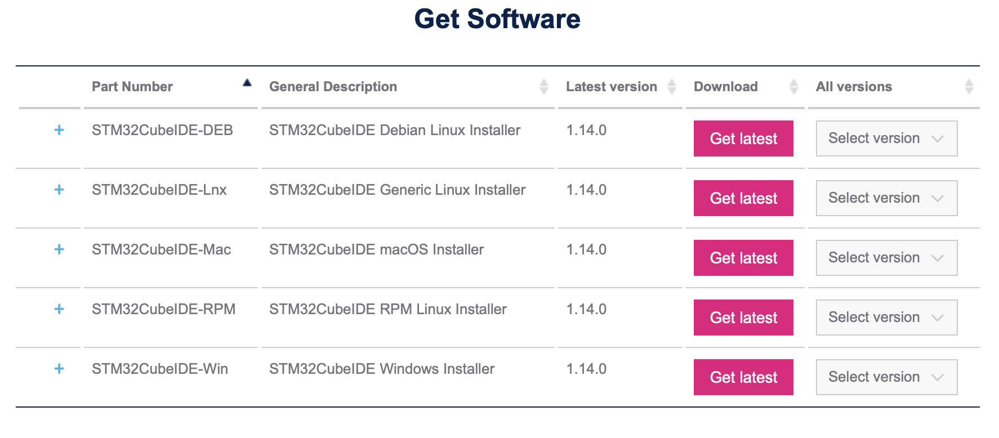 Get Software
Part Number General Description Latest version Download All versions
+ STM32CubeIDE-DEB STM32CubeIDE Debian Linux Installer 1.14.0 Get latest Select version
+ STM32CubeIDE-Lnx STM32CubeIDE Generic Linux Installer 1.14.0 Get latest Select version
+ STM32CubeIDE-Mac STM32CubeIDE macOS Installer 1.14.0 Get latest Select version
+ STM32CubeIDE-RPM STM32CubeIDE RPM Linux Installer 1.14.0 Get latest Select version
+ STM32CubeIDE-Win STM32CubeIDE Windows Installer 1.14.0 Get latest Select version